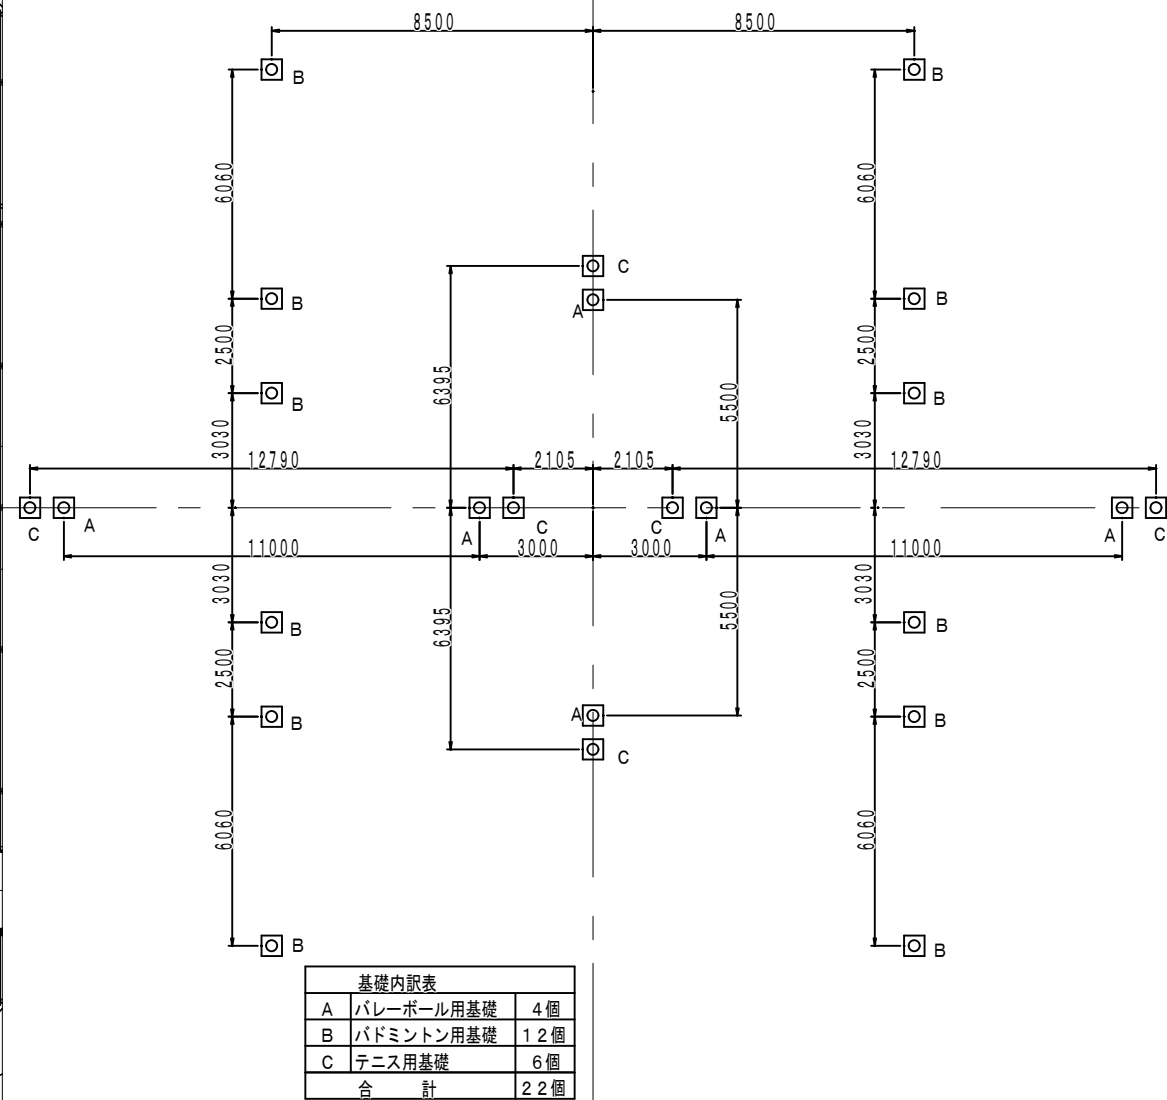 8500 8500
B B
6060 6060
C
B A B
2500 6395 5500 2500
B B
3030 3030
12790 2105 2105 12790
C A A C C A A C
11000 3000 3000 11000
3030 3030
6395 5500
B B
2500 2500
B A B
C
6060 6060
B B
基礎内訳表
A バレーボール用基礎 4個
B バドミントン用基礎 12個
C テニス用基礎 6個
合 計 22個